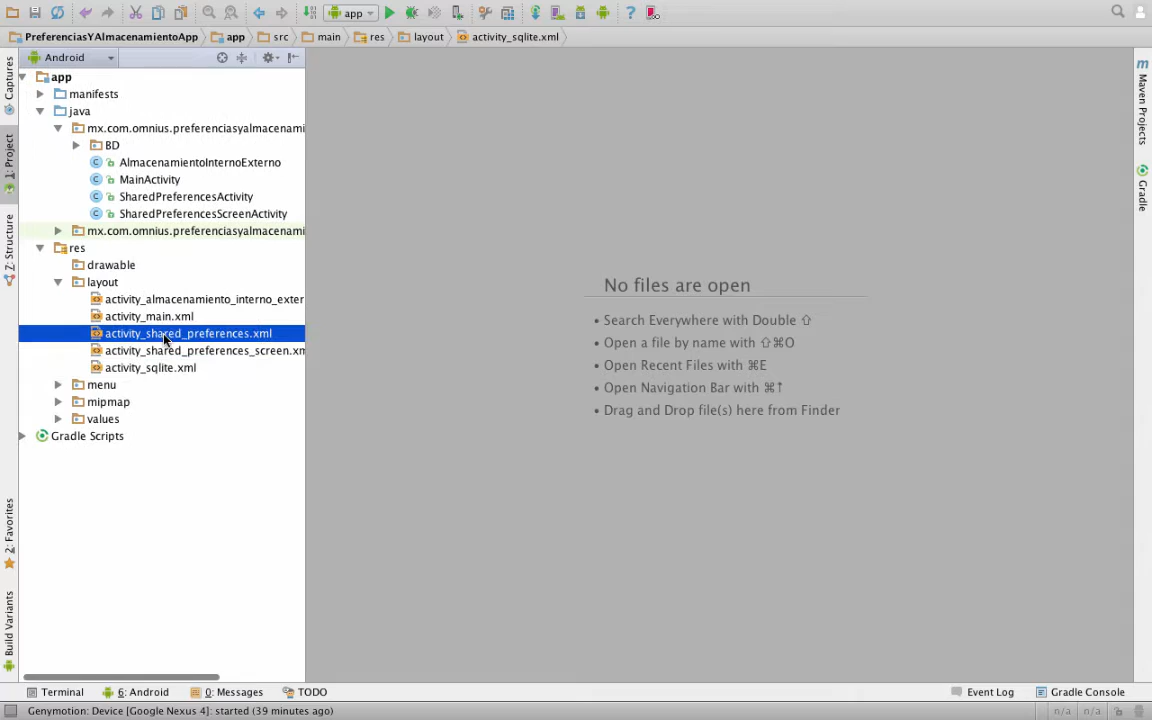 app
PreferenciasYAlmacenamientoApp
app
src
main
res
layout
activity_sqlite.xml
Android
Captures
1: Project
Z: Structure
2: Favorites
Build Variants
app
manifests
java
mx.com.omnius.preferenciasyalmacenami
BD
AlmacenamientoInternoExterno
MainActivity
SharedPreferencesActivity
SharedPreferencesScreenActivity
mx.com.omnius.preferenciasyalmacenami
res
drawable
layout
activity_almacenamiento_interno_exter
activity_main.xml
activity_shared_preferences.xml
activity_shared_preferences_screen.xm
activity_sqlite.xml
menu
mipmap
values
Gradle Scripts
No files are open
• Search Everywhere with Double ⇧
• Open a file by name with ⇧⌘O
• Open Recent Files with ⌘E
• Open Navigation Bar with ⌘↑
• Drag and Drop file(s) here from Finder
m
Maven Projects
Gradle
Terminal
6: Android
0: Messages
TODO
Event Log
Gradle Console
Genymotion: Device [Google Nexus 4]: started (39 minutes ago)
n/a
n/a